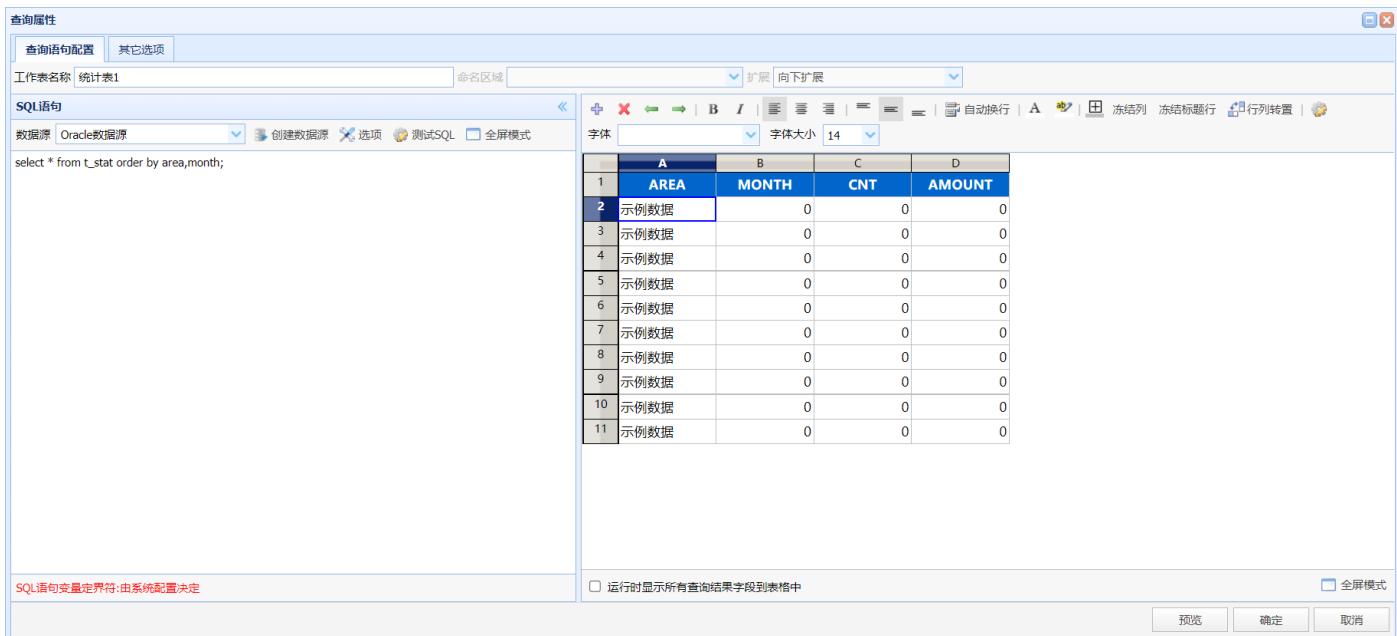 查询属性
查询语句配置 其它选项
工作表名称 统计表1 命名区域 扩展 向下扩展
SQL语句
数据源 Oracle数据源 创建数据源 选项 测试SQL 全屏模式
select * from t_stat order by area,month;
SQL语句变量定界符:由系统配置决定
B I 自动换行 A ab 冻结列 冻结标题行 行列转置
字体 字体大小 14
A B C D
1 AREA MONTH CNT AMOUNT
2 示例数据 0 0 0
3 示例数据 0 0 0
4 示例数据 0 0 0
5 示例数据 0 0 0
6 示例数据 0 0 0
7 示例数据 0 0 0
8 示例数据 0 0 0
9 示例数据 0 0 0
10 示例数据 0 0 0
11 示例数据 0 0 0
运行时显示所有查询结果字段到表格中 全屏模式
预览 确定 取消